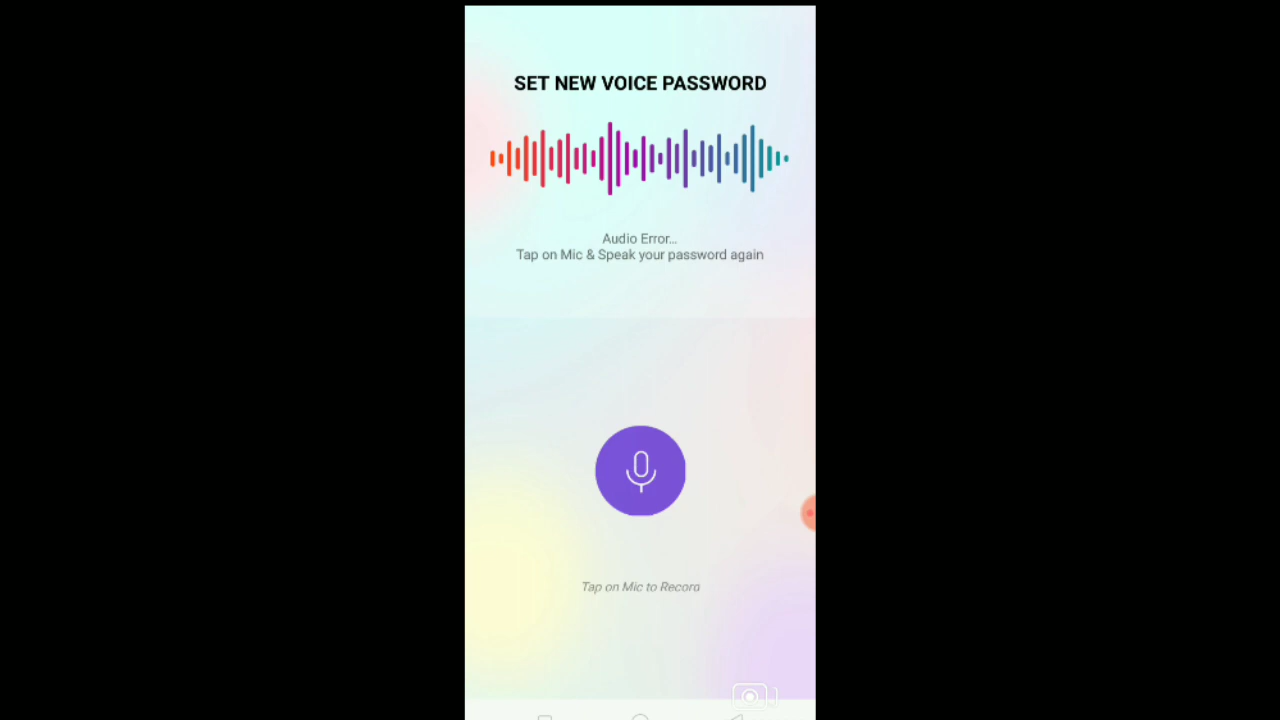 SET NEW VOICE PASSWORD
Audio Error...
Tap on Mic & Speak your password again
Tap on Mic to Record